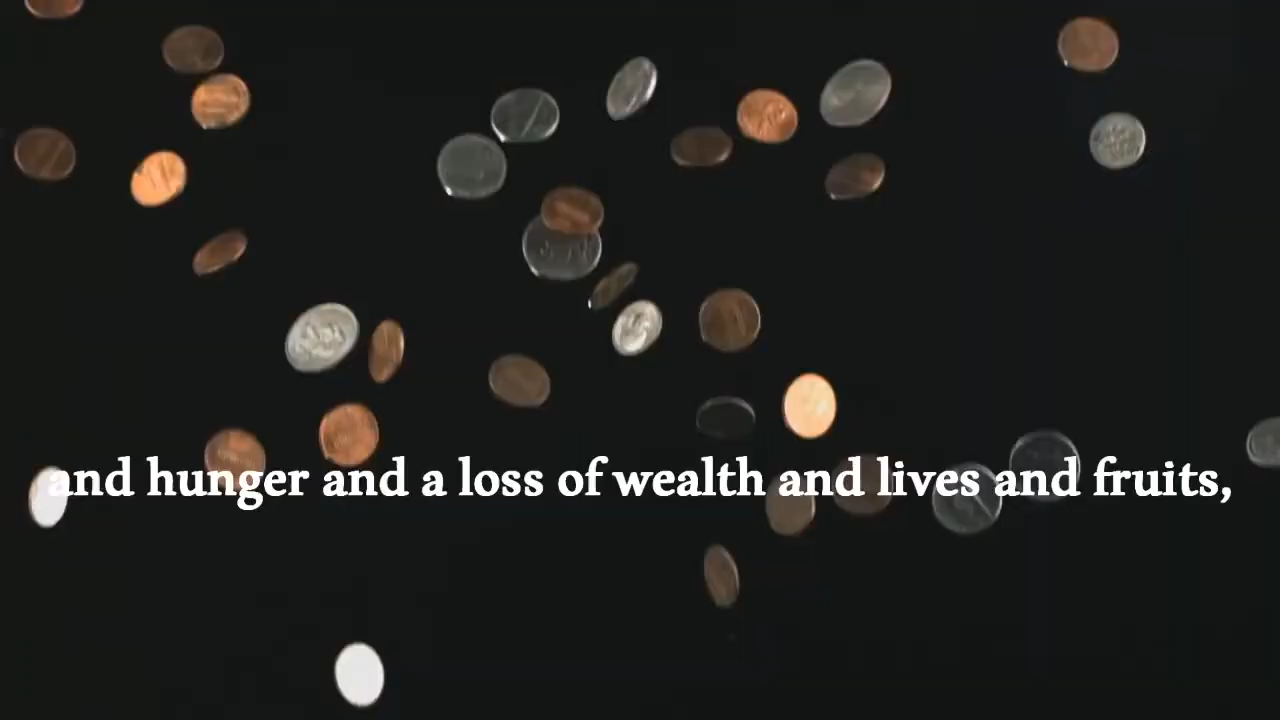 and hunger and a loss of wealth and lives and fruits,